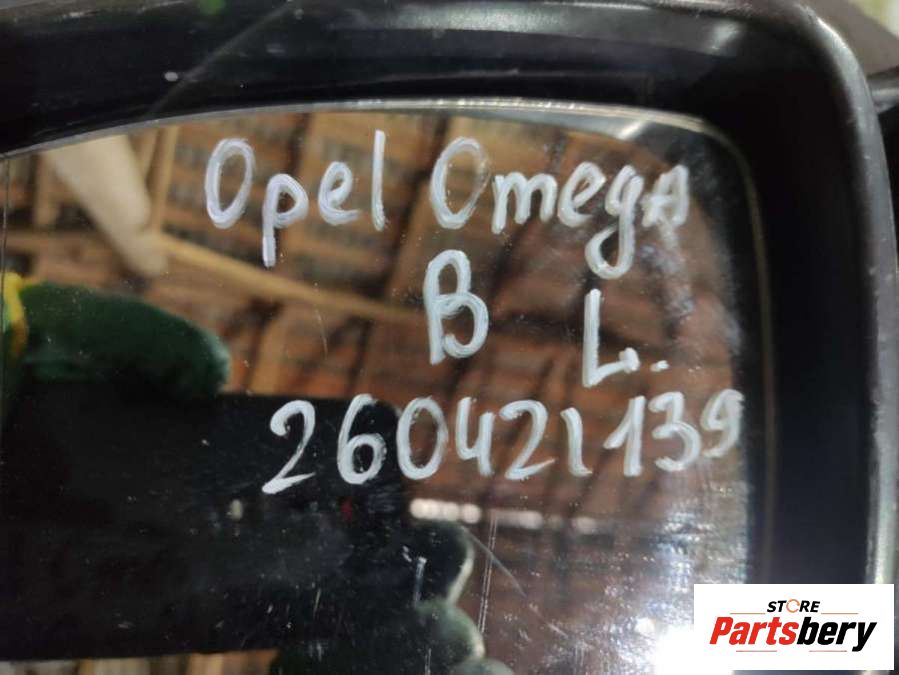 Opel OmegA
B L.
260421139
STORE
Partsbery